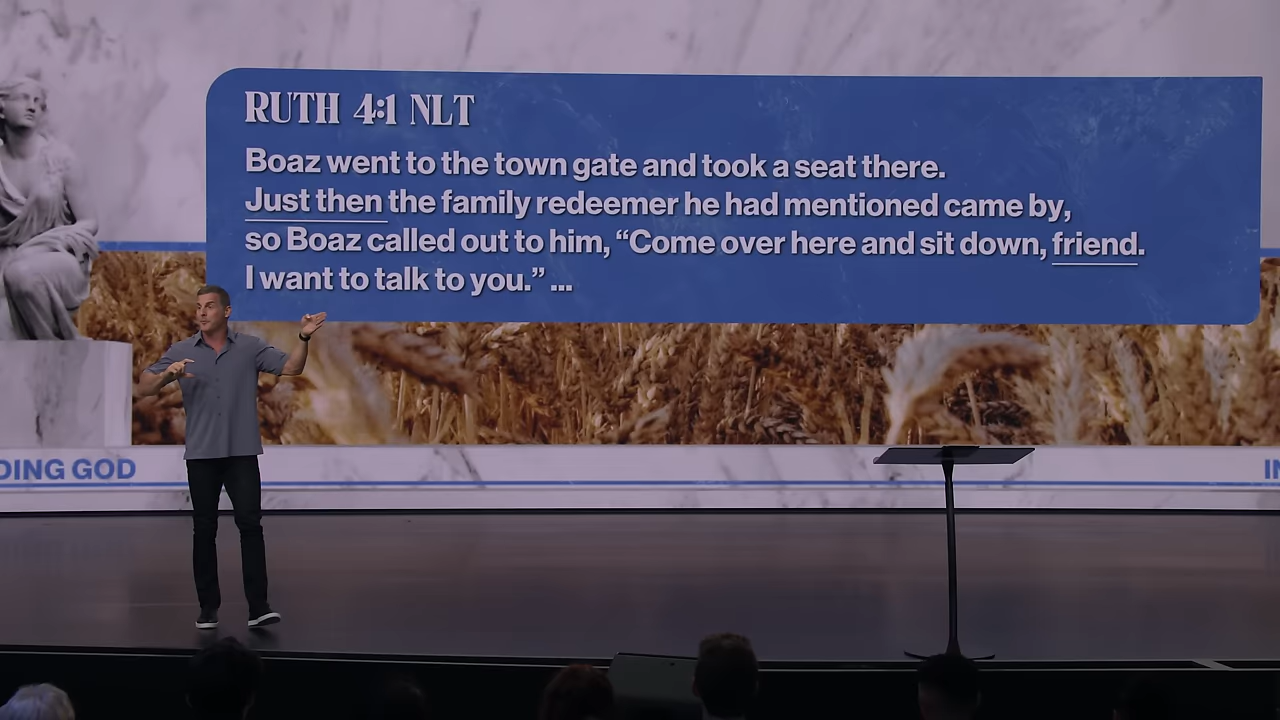 RUTH 4:1 NLT
Boaz went to the town gate and took a seat there.
Just then the family redeemer he had mentioned came by,
so Boaz called out to him, “Come over here and sit down, friend.
I want to talk to you.” ...
DING GOD
IN